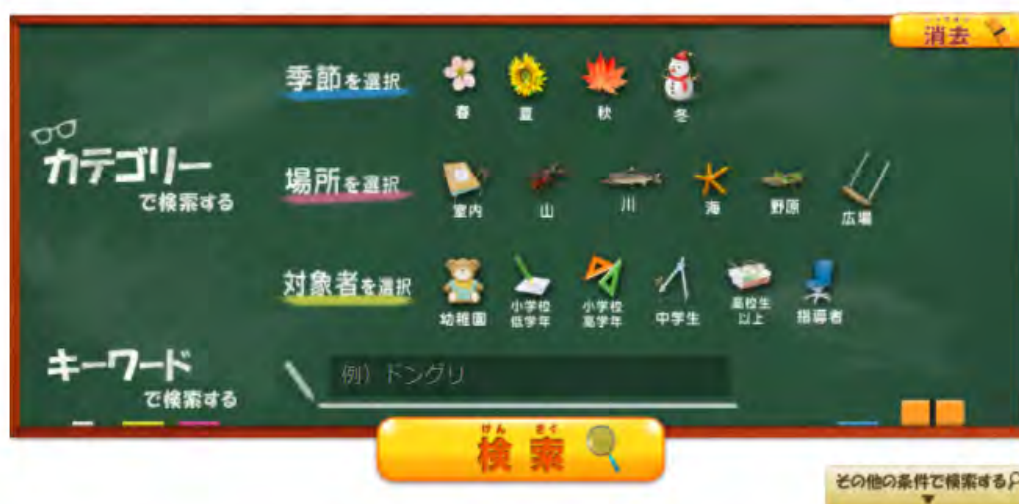 消去
季節を選択
春 夏 秋 冬
カテゴリー
で検索する
場所を選択
室内 山 川 海 野原 広場
対象者を選択
幼稚園 小学校低学年 小学校高学年 中学生 高校生以上 指導者
キーワード
で検索する
例）ドングリ
けん さく
検索
その他の条件で検索する